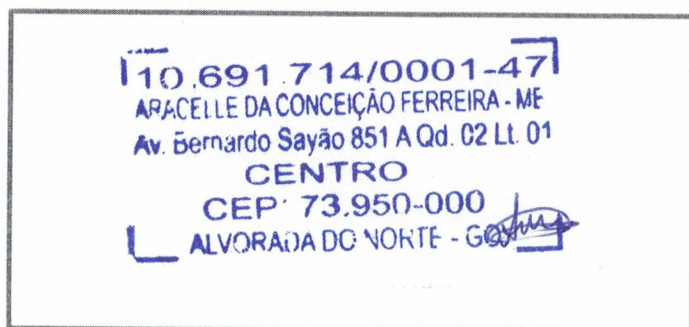 10.691.714/0001-47
ARACELLE DA CONCEIÇÃO FERREIRA - ME
Av. Bernardo Sayão 851 A Qd. 02 Lt. 01
CENTRO
CEP: 73.950-000
ALVORADA DO NORTE - GO